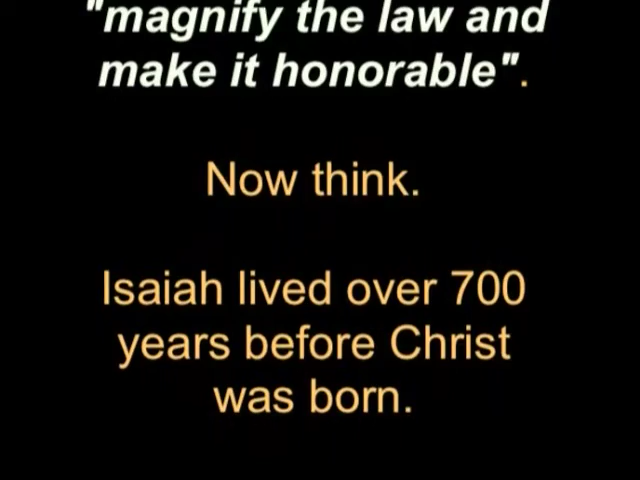 "magnify the law and
make it honorable".
Now think.
Isaiah lived over 700
years before Christ
was born.